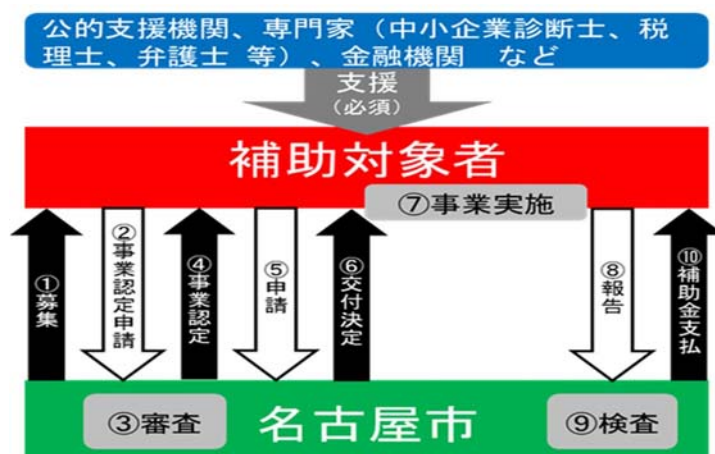 公的支援機関、専門家（中小企業診断士、税
理士、弁護士 等）、金融機関 など
支援
（必須）
補助対象者
⑦事業実施
①募集
②事業認定申請
④事業認定
⑤申請
⑥交付決定
⑧報告
⑩補助金支払
③審査
名古屋市
⑨検査